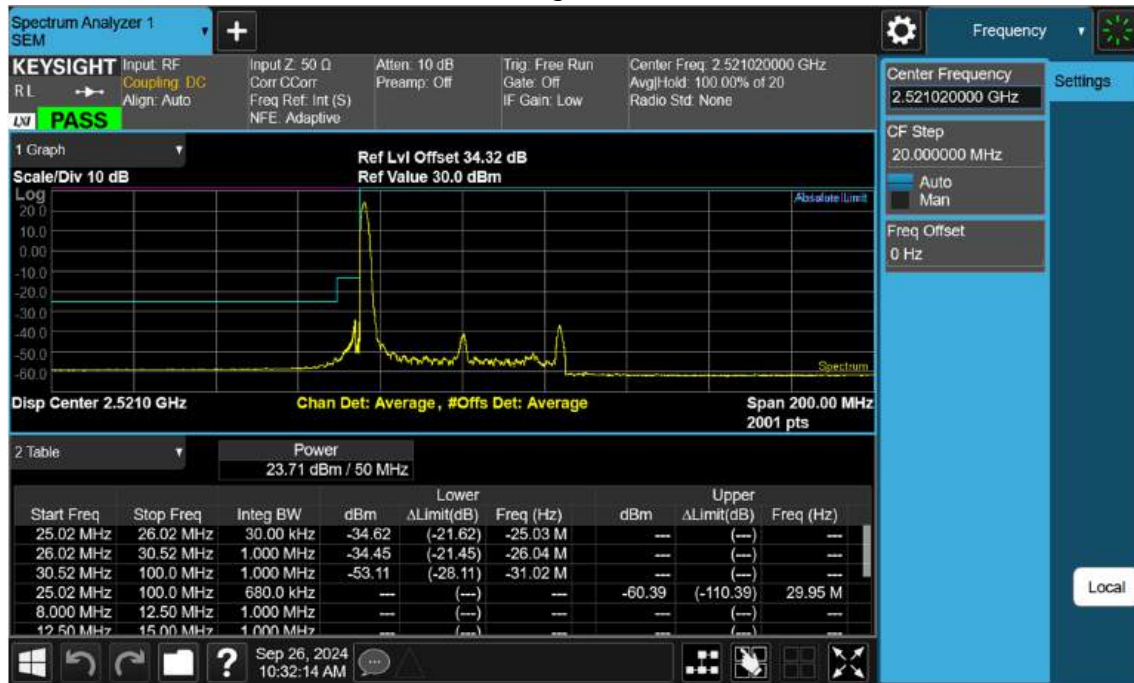 Spectrum Analyzer 1
SEM
+
Frequency
KEYSIGHT
RL
Input: RF
Coupling: DC
Align: Auto
Input Z: 50 Ω
Corr CCorr
Freq Ref: Int (S)
NFE: Adaptive
Atten: 10 dB
Preamp: Off
Trig: Free Run
Gate: Off
IF Gain: Low
Center Freq: 2.521020000 GHz
Avg|Hold: 100.00% of 20
Radio Std: None
LXI PASS
Center Frequency
2.521020000 GHz
Settings
CF Step
20.000000 MHz
Auto
Man
Freq Offset
0 Hz
1 Graph
Scale/Div 10 dB
Ref Lvl Offset 34.32 dB
Ref Value 30.0 dBm
Log
Absolute Limit
20.0
10.0
0.00
-10.0
-20.0
-30.0
-40.0
-50.0
-60.0
Spectrum
Disp Center 2.5210 GHz
Chan Det: Average, #Offs Det: Average
Span 200.00 MHz
2001 pts
2 Table
Power
23.71 dBm / 50 MHz
Lower Upper
Start Freq Stop Freq Integ BW dBm ΔLimit(dB) Freq (Hz) dBm ΔLimit(dB) Freq (Hz)
25.02 MHz 26.02 MHz 30.00 kHz -34.62 (-21.62) -25.03 M --- (---) ---
26.02 MHz 30.52 MHz 1.000 MHz -34.45 (-21.45) -26.04 M --- (---) ---
30.52 MHz 100.0 MHz 1.000 MHz -53.11 (-28.11) -31.02 M --- (---) ---
25.02 MHz 100.0 MHz 680.0 kHz --- (---) --- -60.39 (-110.39) 29.95 M
8.000 MHz 12.50 MHz 1.000 MHz --- (---) --- --- (---) ---
12.50 MHz 15.00 MHz 1.000 MHz --- (---) --- --- (---) ---
Local
?
Sep 26, 2024
10:32:14 AM